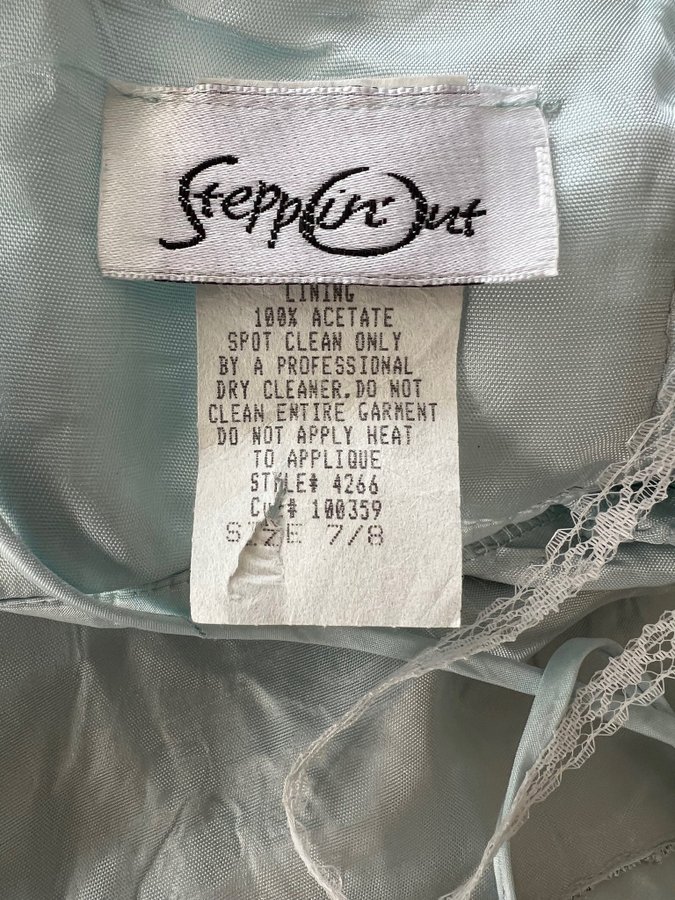 Steppin' Out
LINING
100% ACETATE
SPOT CLEAN ONLY
BY A PROFESSIONAL
DRY CLEANER.DO NOT
CLEAN ENTIRE GARMENT
DO NOT APPLY HEAT
TO APPLIQUE
STYLE# 4266
Cut# 100359
SIZE 7/8